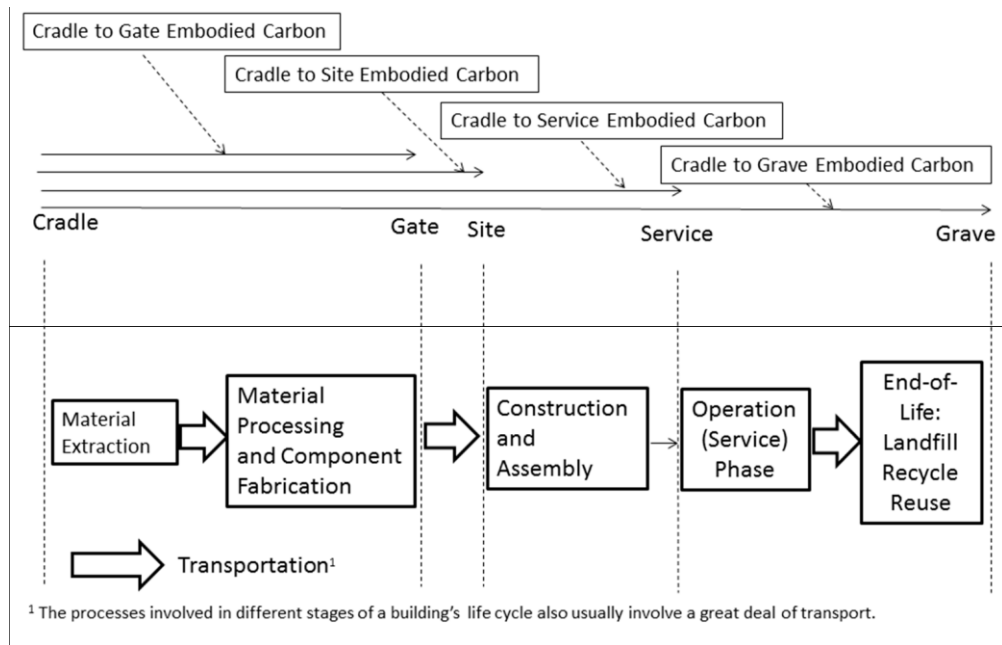 Cradle to Gate Embodied Carbon
Cradle to Site Embodied Carbon
Cradle to Service Embodied Carbon
Cradle to Grave Embodied Carbon
Cradle
Gate
Site
Service
Grave
Material
Extraction
Material
Processing
and Component
Fabrication
Construction
and
Assembly
Operation
(Service)
Phase
End-of-
Life:
Landfill
Recycle
Reuse
Transportation¹
¹ The processes involved in different stages of a building's life cycle also usually involve a great deal of transport.